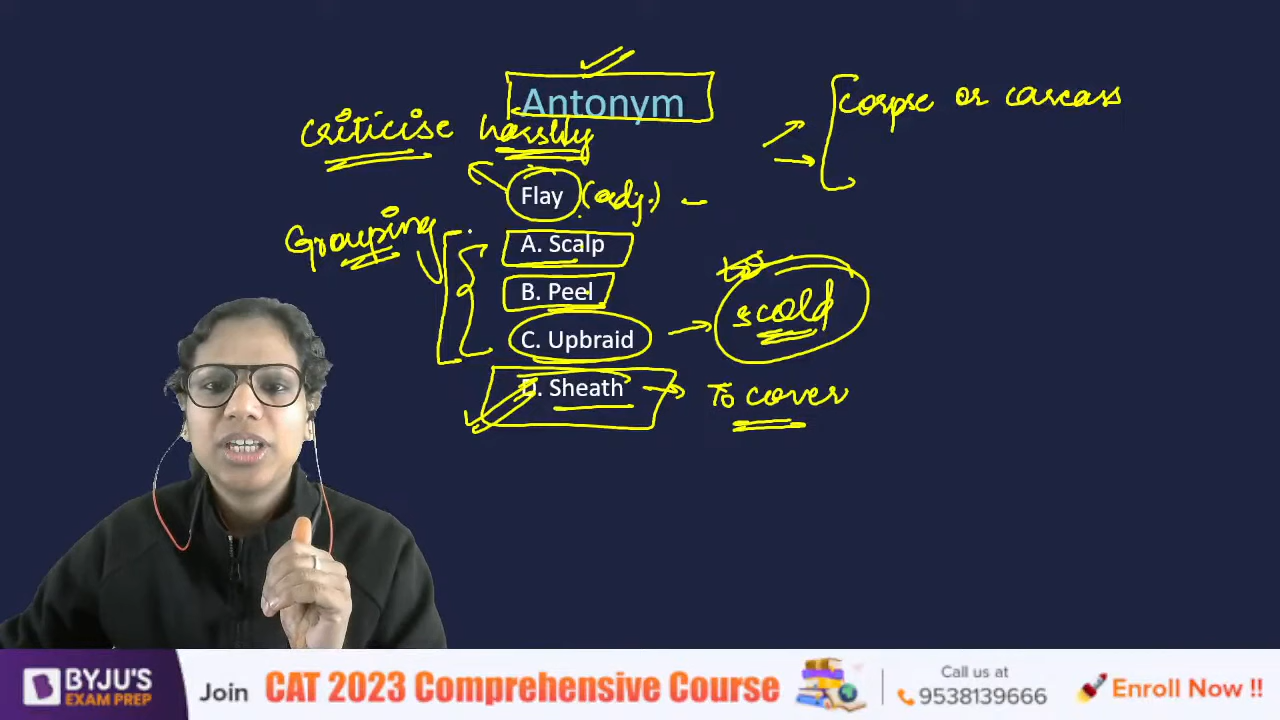 Antonym
corpse or carcass
criticise harshly
Flay (adj.) -
Grouping
A. Scalp
B. Peel
C. Upbraid
scold
D. Sheath
To cover
BYJU'S
EXAM PREP
Join CAT 2023 Comprehensive Course
Call us at
9538139666
Enroll Now !!